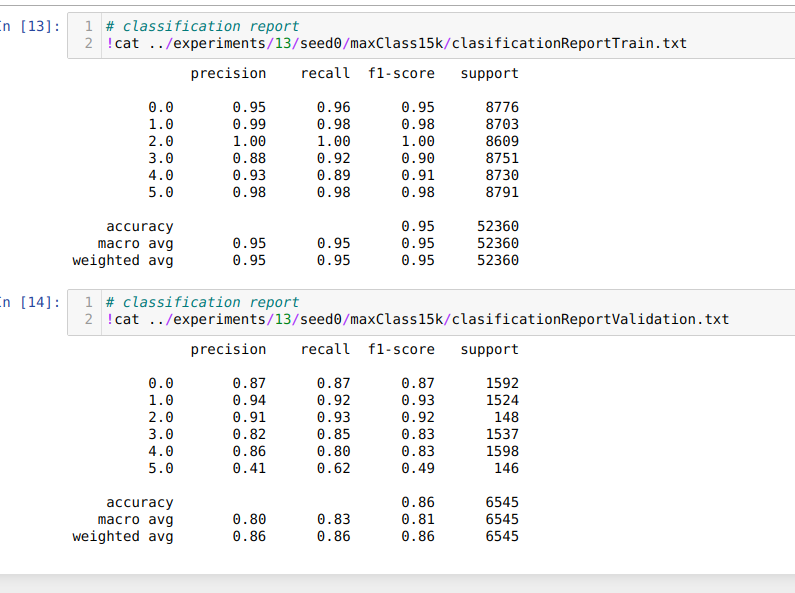 n [13]:
1 # classification report
2 !cat ../experiments/13/seed0/maxClass15k/clasificationReportTrain.txt
precision recall f1-score support
0.0 0.95 0.96 0.95 8776
1.0 0.99 0.98 0.98 8703
2.0 1.00 1.00 1.00 8609
3.0 0.88 0.92 0.90 8751
4.0 0.93 0.89 0.91 8730
5.0 0.98 0.98 0.98 8791
accuracy 0.95 52360
macro avg 0.95 0.95 0.95 52360
weighted avg 0.95 0.95 0.95 52360
n [14]:
1 # classification report
2 !cat ../experiments/13/seed0/maxClass15k/clasificationReportValidation.txt
precision recall f1-score support
0.0 0.87 0.87 0.87 1592
1.0 0.94 0.92 0.93 1524
2.0 0.91 0.93 0.92 148
3.0 0.82 0.85 0.83 1537
4.0 0.86 0.80 0.83 1598
5.0 0.41 0.62 0.49 146
accuracy 0.86 6545
macro avg 0.80 0.83 0.81 6545
weighted avg 0.86 0.86 0.86 6545